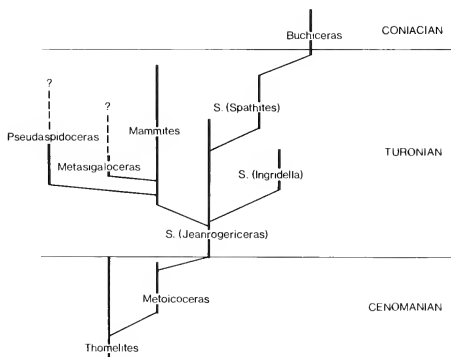 Buchiceras
CONIACIAN
?
S. (Spathites)
?
Pseudaspidoceras
Mammites
Metasigaloceras
TURONIAN
S. (Ingridella)
S. (Jeanrogericeras)
Metoicoceras
CENOMANIAN
Thomelites